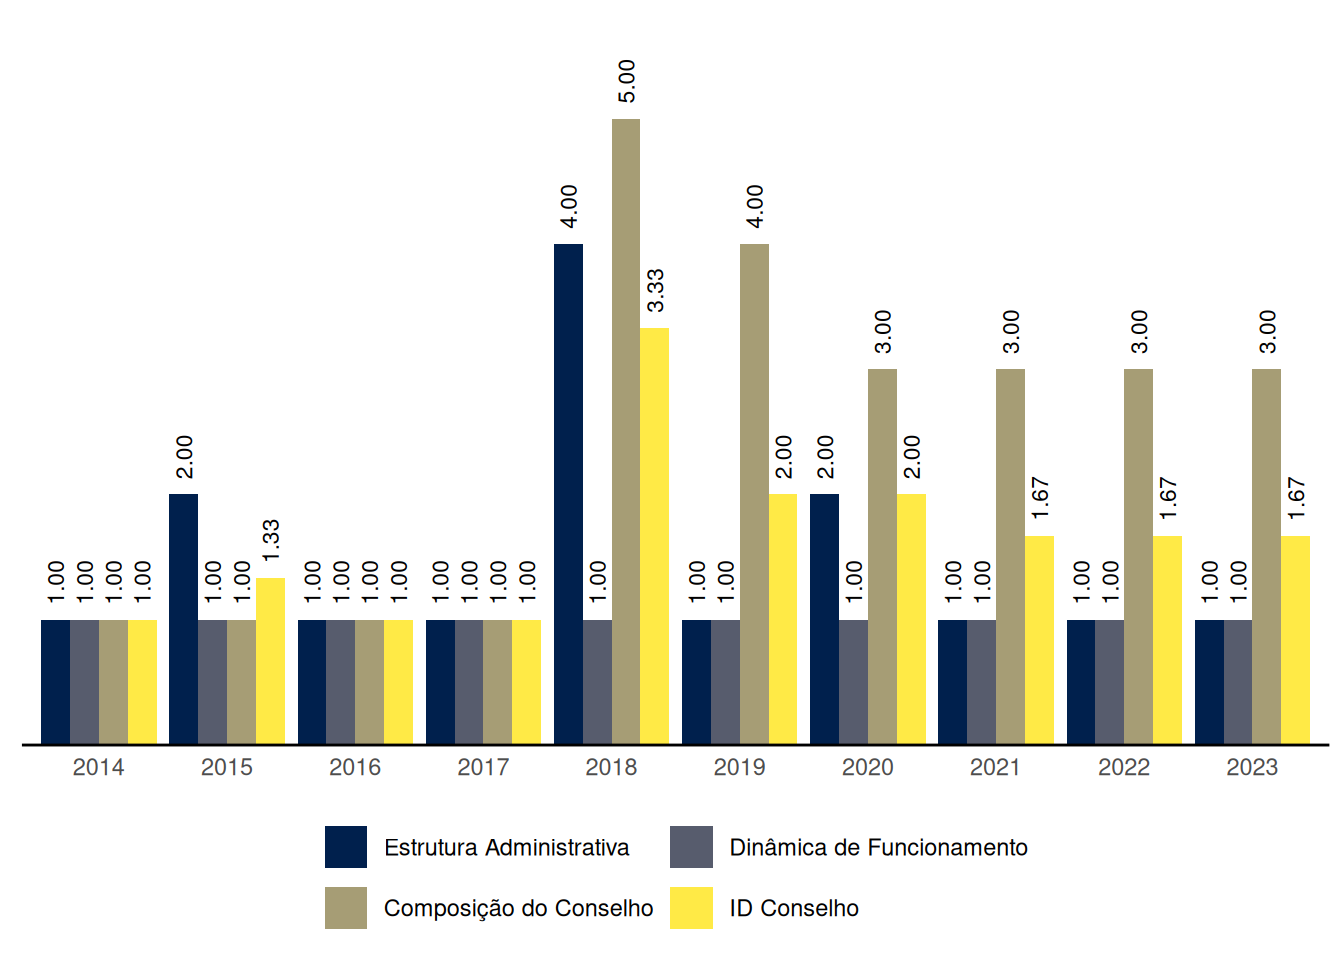 5.00
4.00 4.00
3.33
3.00 3.00 3.00 3.00
2.00 2.00 2.00 2.00
1.67 1.67 1.67
1.33
1.00 1.00 1.00 1.00 1.00 1.00 1.00 1.00 1.00 1.00 1.00 1.00 1.00 1.00 1.00 1.00 1.00 1.00 1.00 1.00 1.00 1.00 1.00
2014 2015 2016 2017 2018 2019 2020 2021 2022 2023
Estrutura Administrativa Dinâmica de Funcionamento
Composição do Conselho ID Conselho